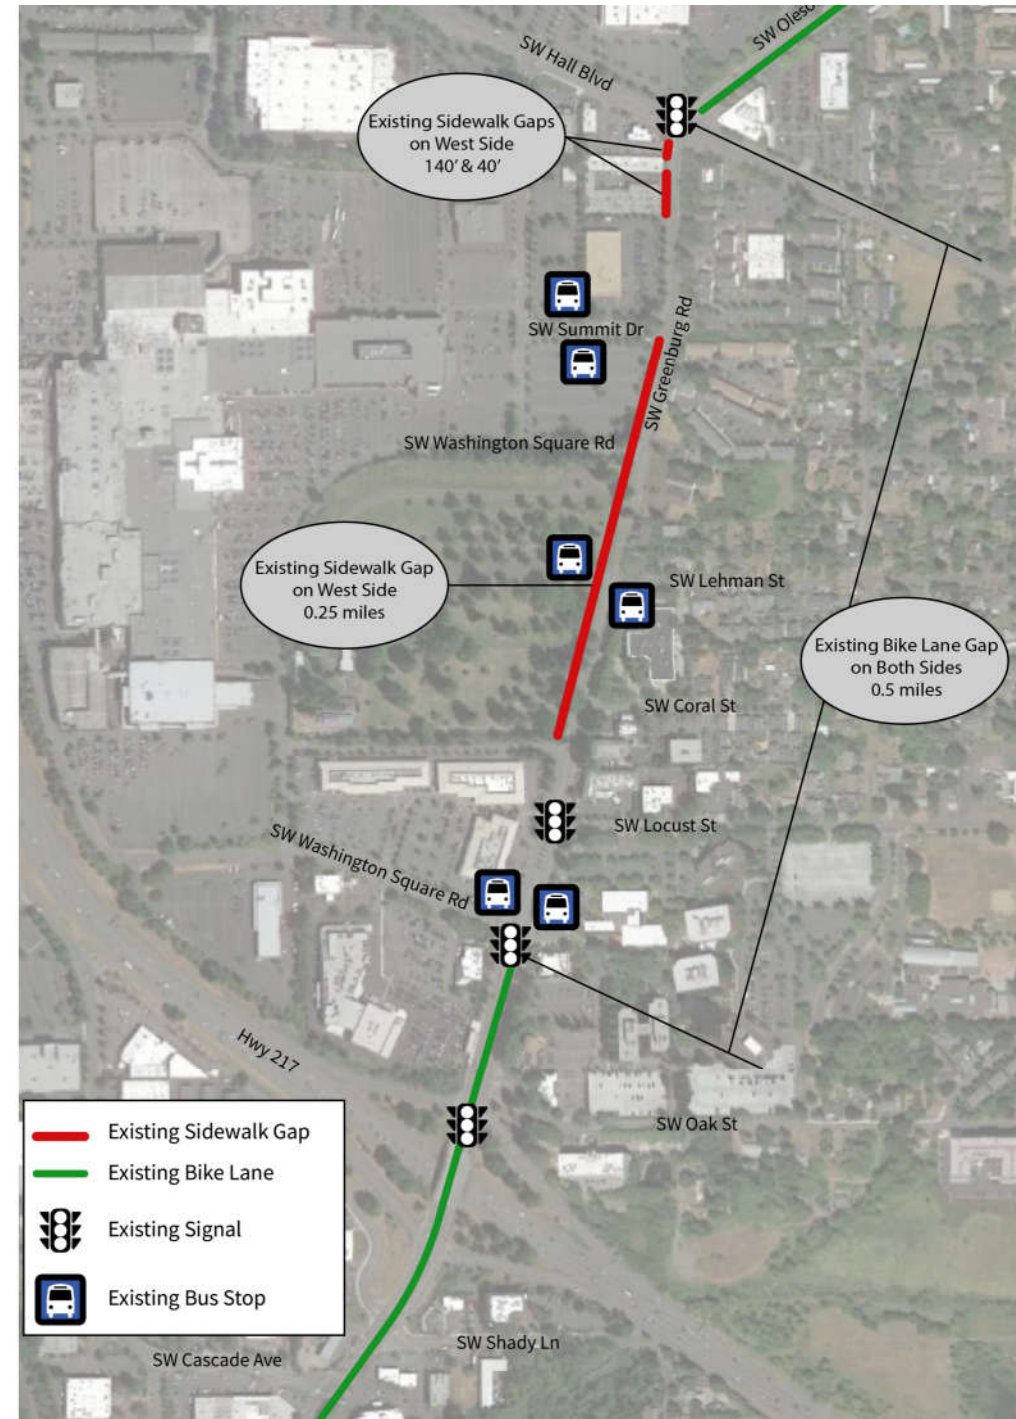 SW Oleso
SW Hall Blvd
Existing Sidewalk Gaps
on West Side
140' & 40'
SW Summit Dr
SW Greenburg Rd
SW Washington Square Rd
Existing Sidewalk Gap
on West Side
0.25 miles
SW Lehman St
Existing Bike Lane Gap
on Both Sides
0.5 miles
SW Coral St
SW Locust St
SW Washington Square Rd
Hwy 217
SW Oak St
Existing Sidewalk Gap
Existing Bike Lane
Existing Signal
Existing Bus Stop
SW Shady Ln
SW Cascade Ave